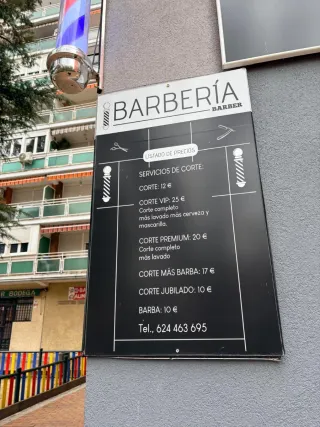 BARBERÍA
BARBER
LISTADO DE PRECIOS
SERVICIOS DE CORTE:
CORTE: 12 €
CORTE VIP: 25 €
Corte completo
más lavado más cerveza y
mascarilla.
CORTE PREMIUM: 20 €
Corte completo
más lavado
CORTE MÁS BARBA: 17 €
CORTE JUBILADO: 10 €
BARBA: 10 €
Tel., 624 463 695
BODEGA